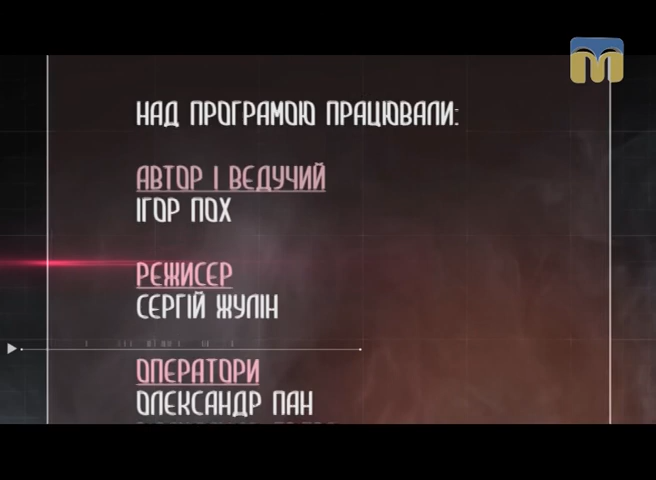 НАД ПРОГРАМОЮ ПРАЦЮВАЛИ:
АВТОР І ВЕДУЧИЙ
ІГОР ПОХ
РЕЖИСЕР
СЕРГІЙ ЖУЛІН
ОПЕРАТОРИ
ОЛЕКСАНДР ПАН